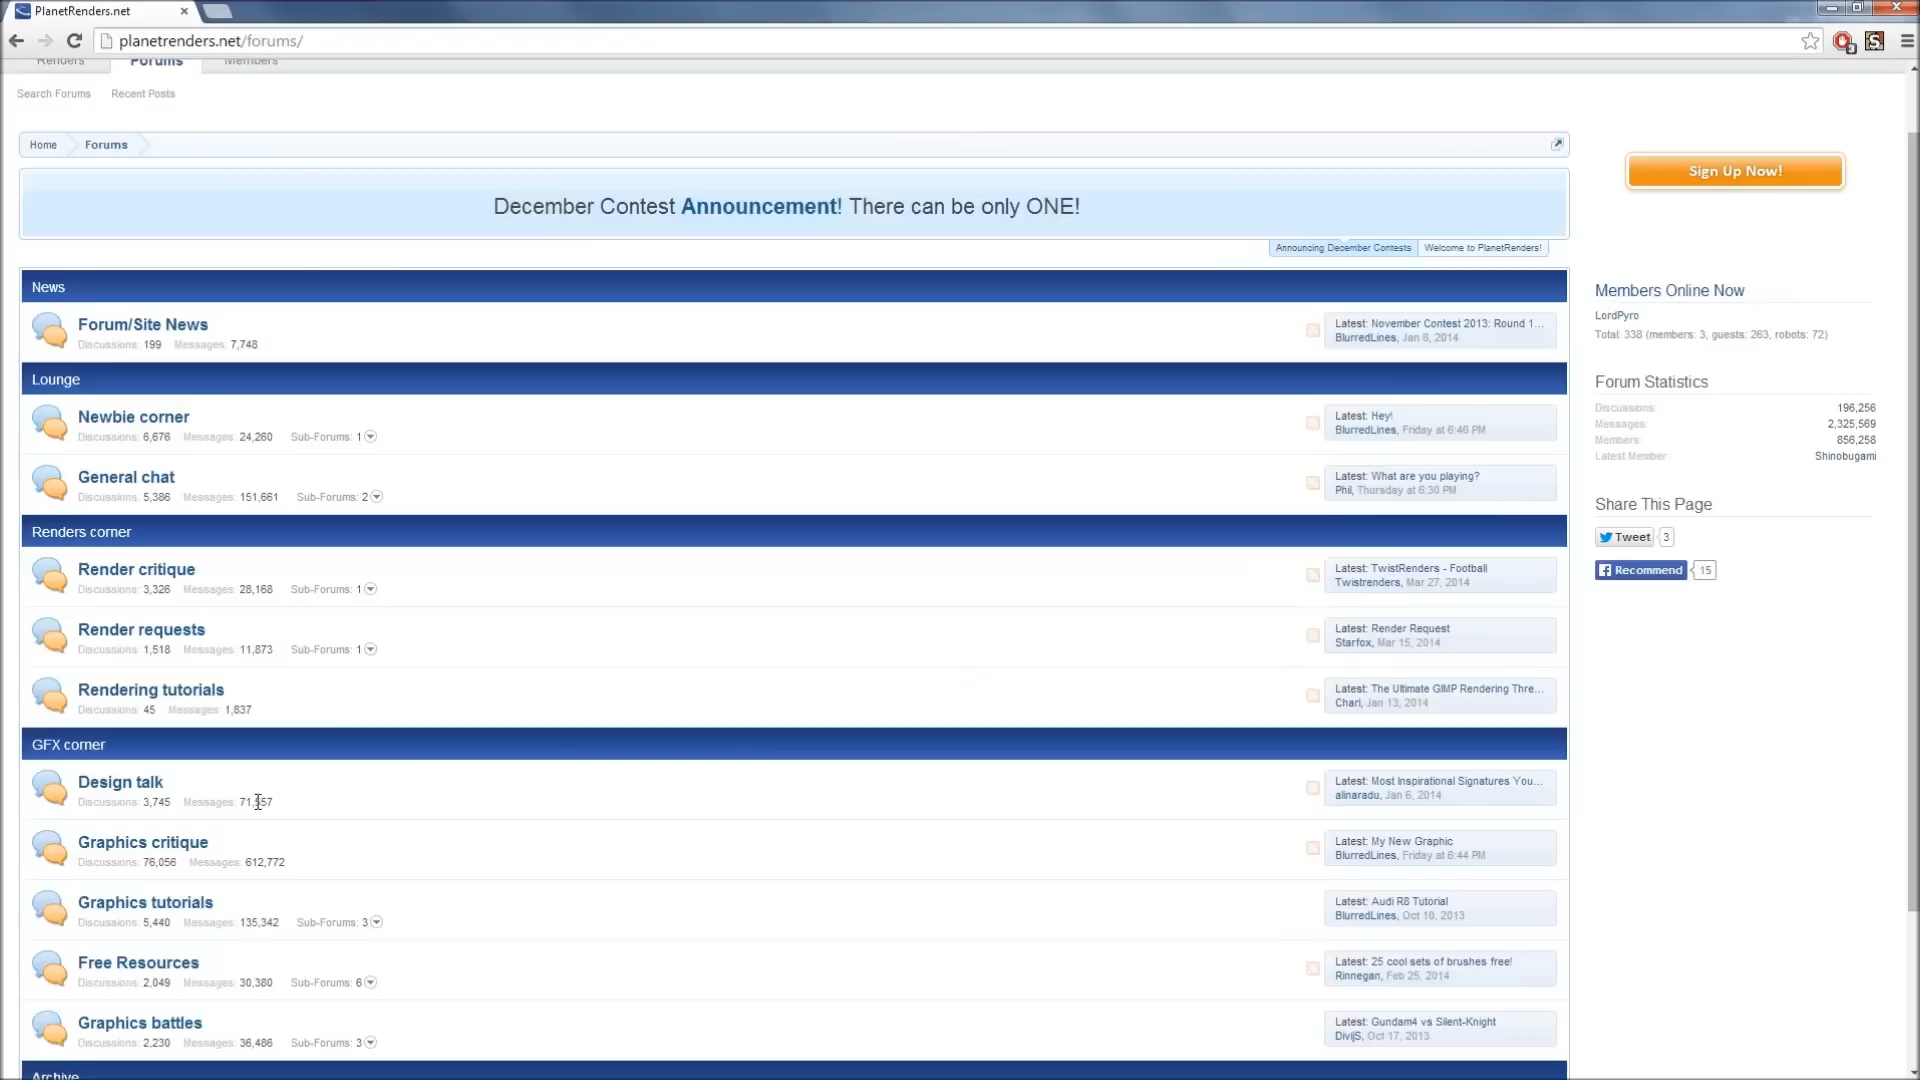 PlanetRenders.net
planetrenders.net/forums/
Renders Forums Members
Search Forums Recent Posts
Home Forums
December Contest Announcement! There can be only ONE!
Announcing December Contests Welcome to PlanetRenders!
News
Forum/Site News
Discussions: 199 Messages: 7,748
Latest: November Contest 2013: Round 1...
BlurredLines, Jan 8, 2014
Lounge
Newbie corner
Discussions: 6,676 Messages: 24,260 Sub-Forums: 1
Latest: Hey!
BlurredLines, Friday at 6:46 PM
General chat
Discussions: 5,386 Messages: 151,661 Sub-Forums: 2
Latest: What are you playing?
Phil, Thursday at 6:30 PM
Renders corner
Render critique
Discussions: 3,326 Messages: 28,168 Sub-Forums: 1
Latest: TwistRenders - Football
Twistrenders, Mar 27, 2014
Render requests
Discussions: 1,518 Messages: 11,873 Sub-Forums: 1
Latest: Render Request
Starfox, Mar 15, 2014
Rendering tutorials
Discussions: 45 Messages: 1,837
Latest: The Ultimate GIMP Rendering Thre...
Jan 13, 2014
GFX corner
Design talk
Discussions: 3,745 Messages:
Latest: Most Inspirational Signatures You...
alinaradu, Jan 6, 2014
Graphics critique
Discussions: 76,056 Messages: 612,772
Latest: My New Graphic
BlurredLines, Friday at 6:44 PM
Graphics tutorials
Discussions: 5,440 Messages: 135,342 Sub-Forums: 3
Latest: Audi R8 Tutorial
BlurredLines, Oct 10, 2013
Free Resources
Discussions: 2,049 Messages: 30,380 Sub-Forums: 6
Latest: 25 cool sets of brushes free!
Rinnegan, Feb 25, 2014
Graphics battles
Discussions: 2,230 Messages: 36,486 Sub-Forums: 3
Latest: Gundam4 vs Silent-Knight
DivijS, Oct 17, 2013
Archive
Sign Up Now!
Members Online Now
LordPyro
Total: 338 (members: 3, guests: 263, robots: 72)
Forum Statistics
Discussions: 196,256
Messages: 2,325,569
Members: 856,258
Latest Member: Shinobugami
Share This Page
Tweet 3
Recommend 15